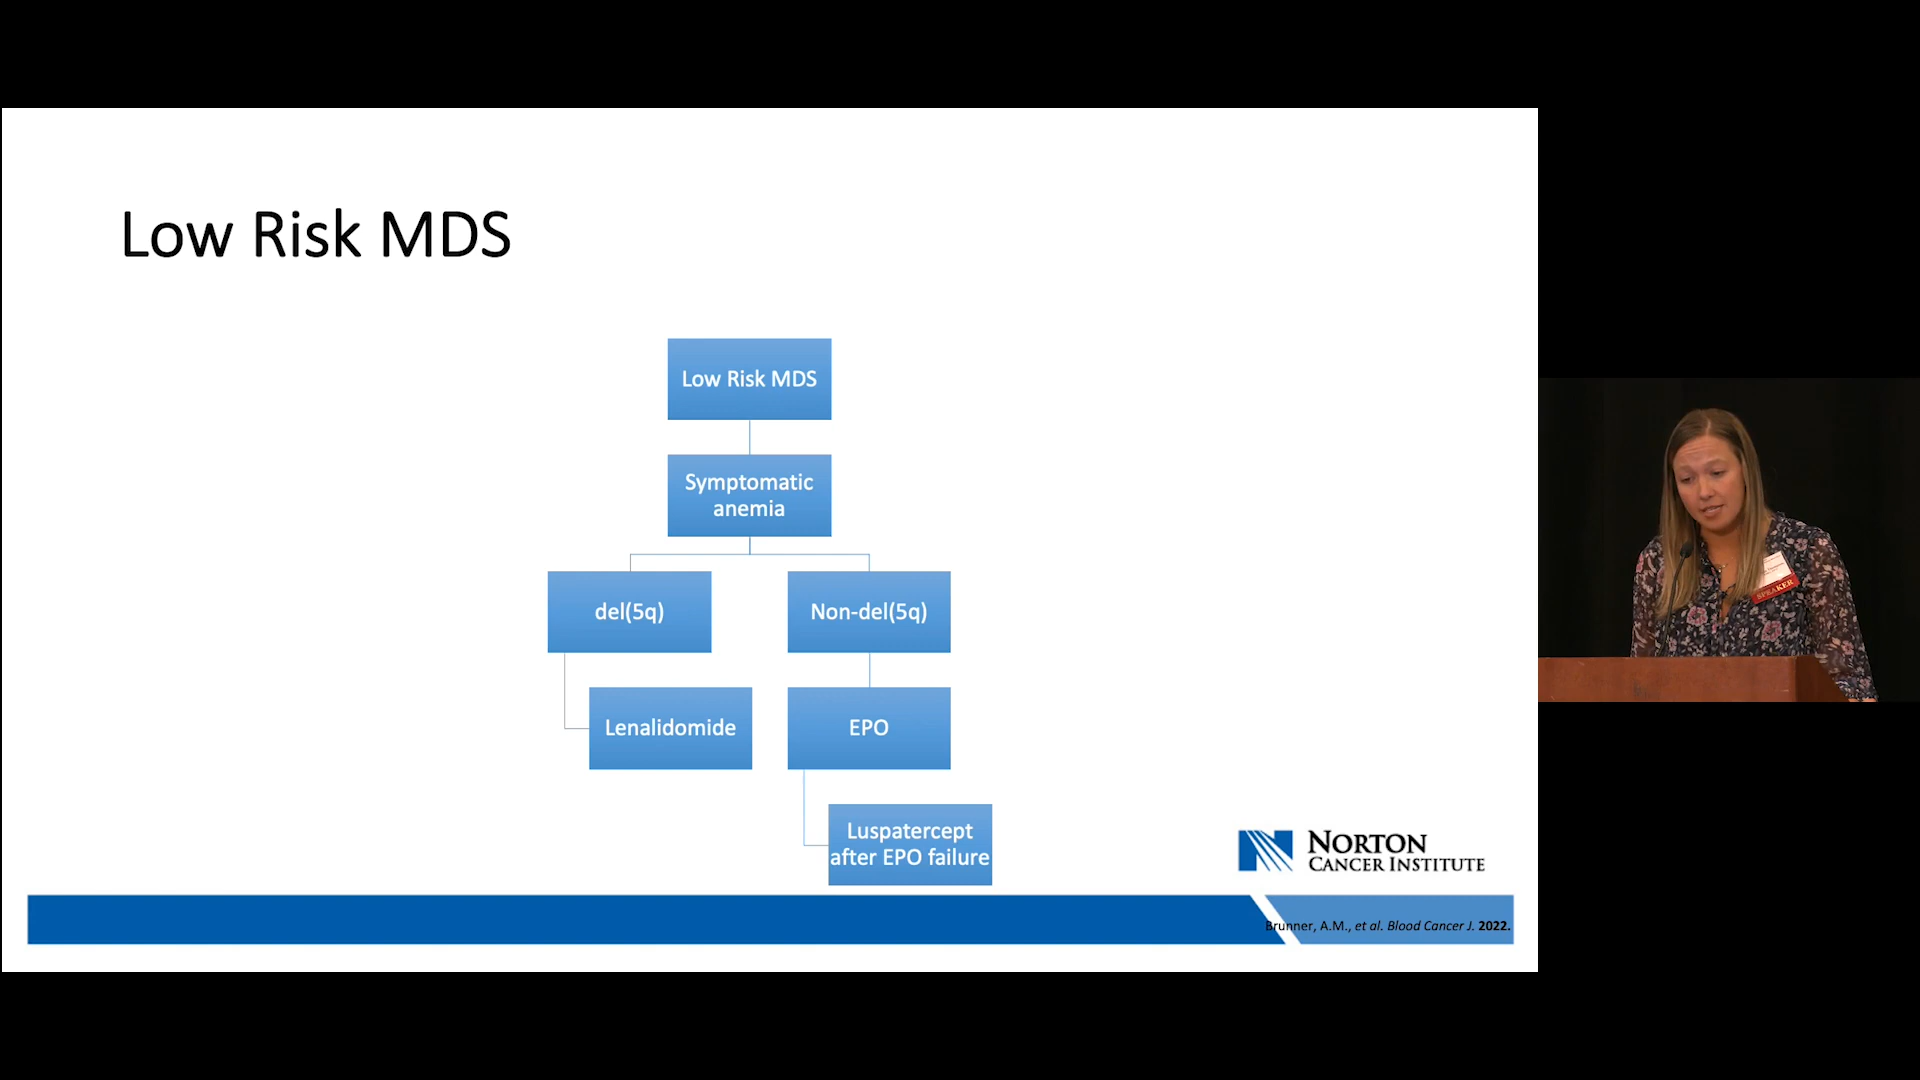 Low Risk MDS
Low Risk MDS
Symptomatic
anemia
del(5q)
Non-del(5q)
Lenalidomide
EPO
Luspatercept
after EPO failure
NORTON
CANCER INSTITUTE
Brunner, A.M., et al. Blood Cancer J. 2022.
SPEAKER